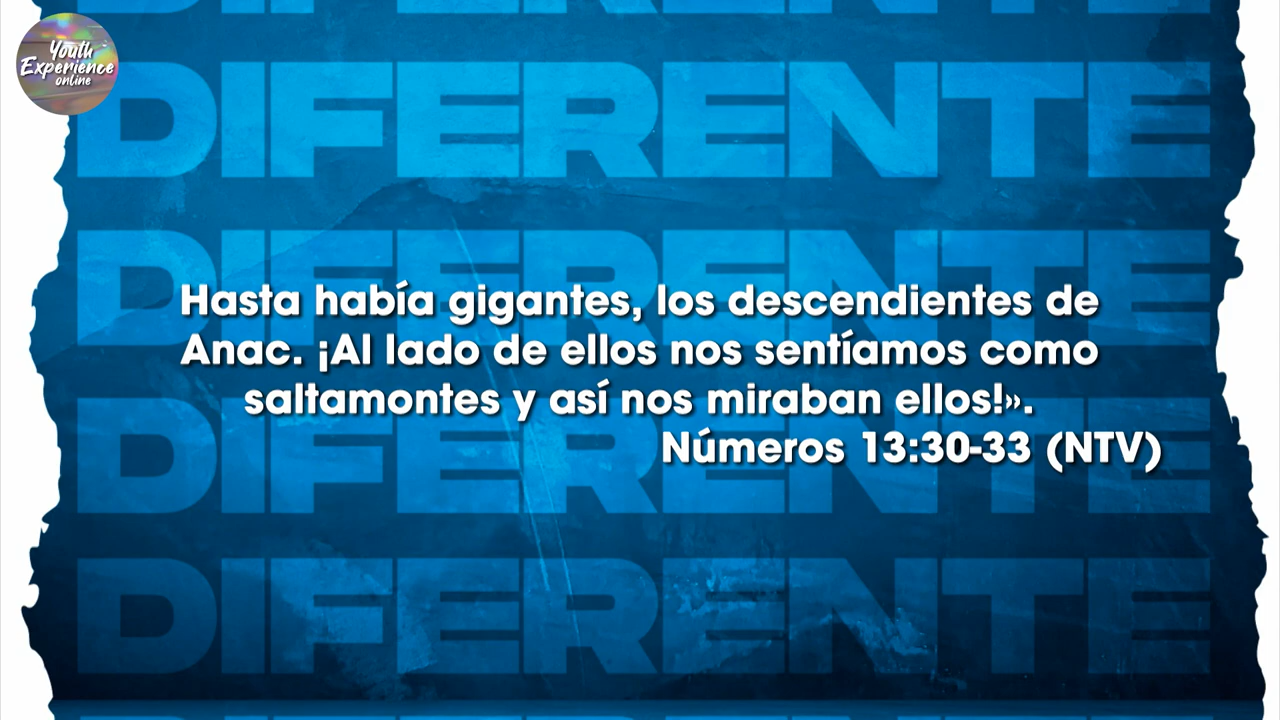 Youth
Experience
online
DIFERENTE
DIFERENTE
Hasta había gigantes, los descendientes de
Anac. ¡Al lado de ellos nos sentíamos como
saltamontes y así nos miraban ellos!».
Números 13:30-33 (NTV)
DIFERENTE
DIFERENTE